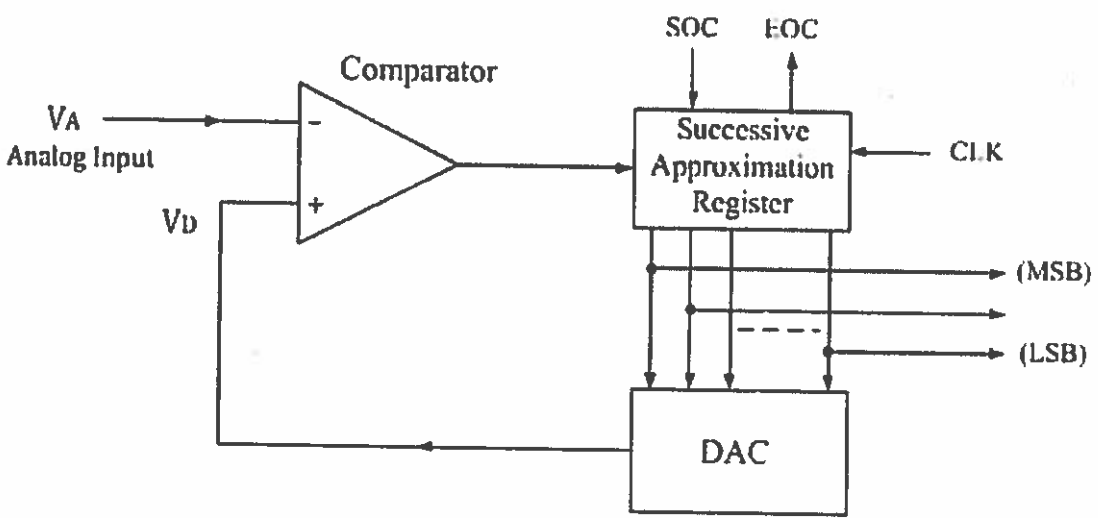 SOC EOC
Comparator
VA
Analog Input
-
+
VD
Successive
Approximation
Register
CLK
(MSB)
(LSB)
DAC